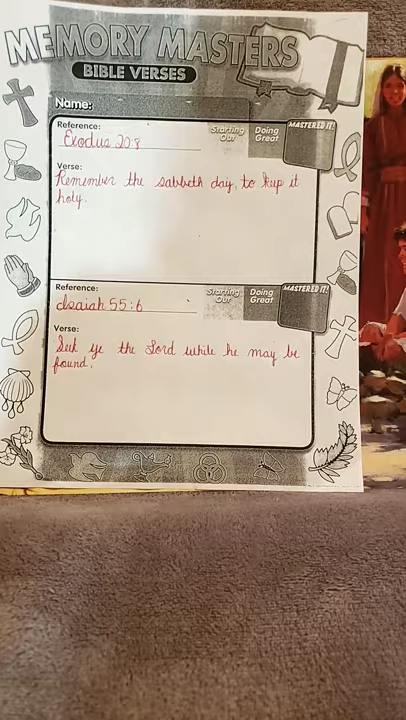 MEMORY MASTERS
BIBLE VERSES
Name:
Reference:
Exodus 20:8
Starting Out
Doing Great
MASTERED IT!
Verse:
Remember the sabbath day, to keep it
holy.
Reference:
Isaiah 55:6
Starting Out
Doing Great
MASTERED IT!
Verse:
Seek ye the Lord while he may be
found.